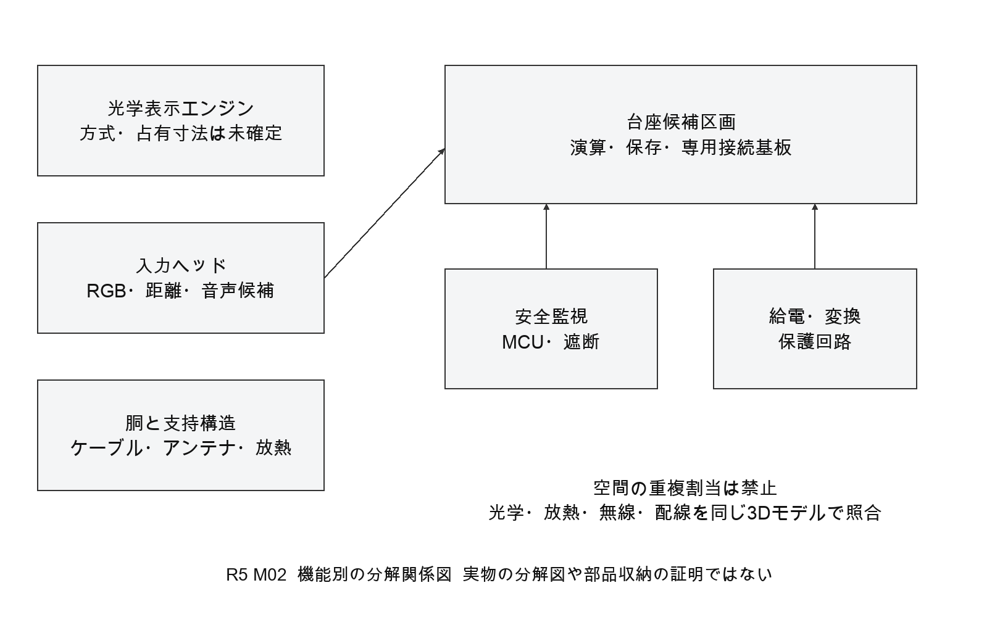 光学表示エンジン
方式・占有寸法は未確定
台座候補区画
演算・保存・専用接続基板
入力ヘッド
RGB・距離・音声候補
安全監視
MCU・遮断
給電・変換
保護回路
胴と支持構造
ケーブル・アンテナ・放熱
空間の重複割当は禁止
光学・放熱・無線・配線を同じ3Dモデルで照合
R5 M02 機能別の分解関係図 実物の分解図や部品収納の証明ではない